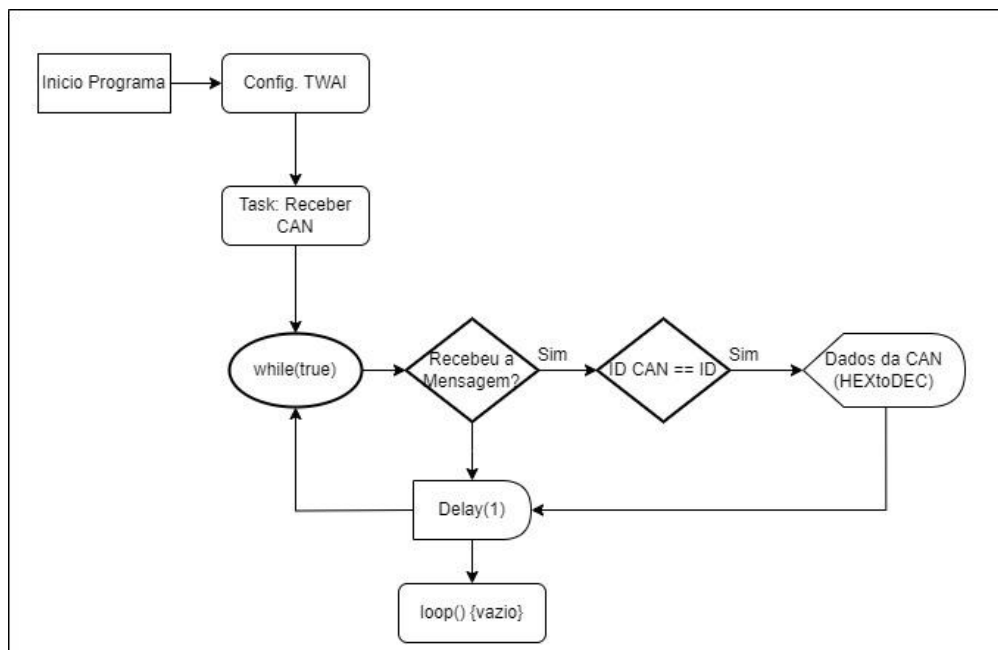 Inicio Programa
Config. TWAI
Task: Receber
CAN
while(true)
Recebeu a
Mensagem?
Sim
ID CAN == ID
Sim
Dados da CAN
(HEXtoDEC)
Delay(1)
loop() {vazio}